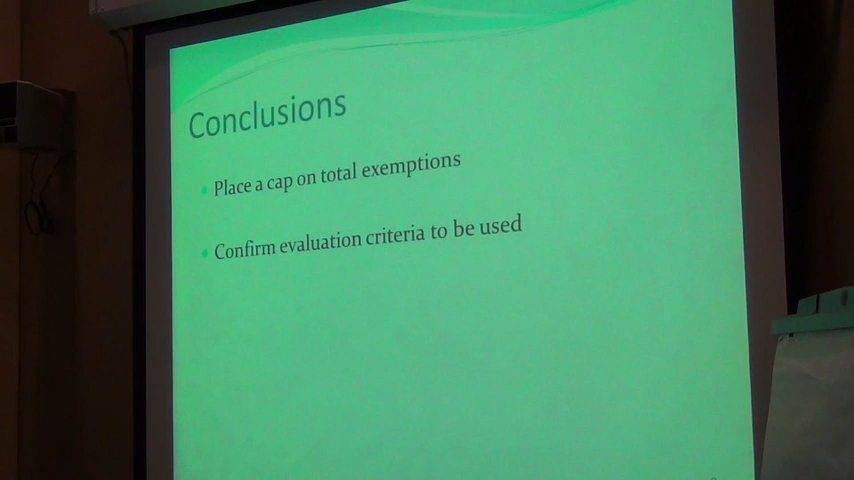 Conclusions
Place a cap on total exemptions
Confirm evaluation criteria to be used